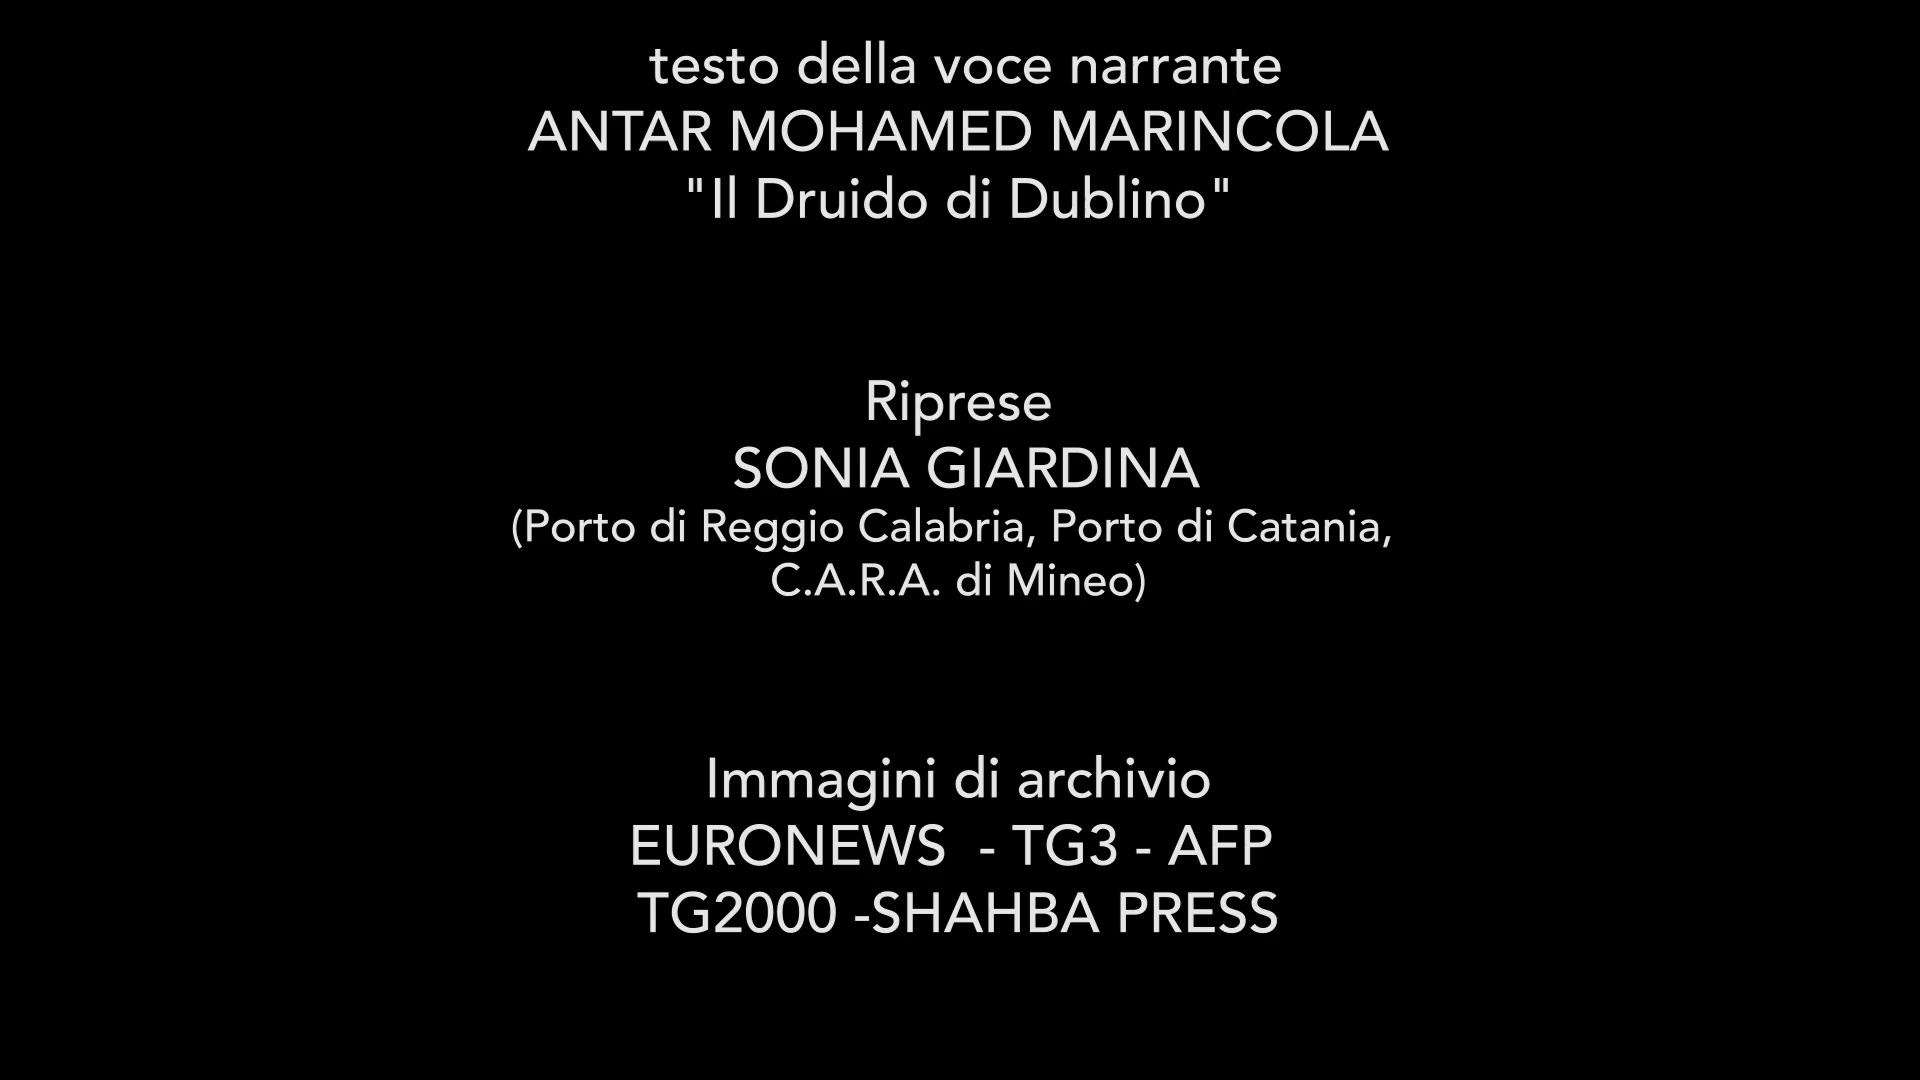 testo della voce narrante
ANTAR MOHAMED MARINCOLA
"Il Druido di Dublino"
Riprese
SONIA GIARDINA
(Porto di Reggio Calabria, Porto di Catania,
C.A.R.A. di Mineo)
Immagini di archivio
EURONEWS  - TG3 - AFP
TG2000 -SHAHBA PRESS